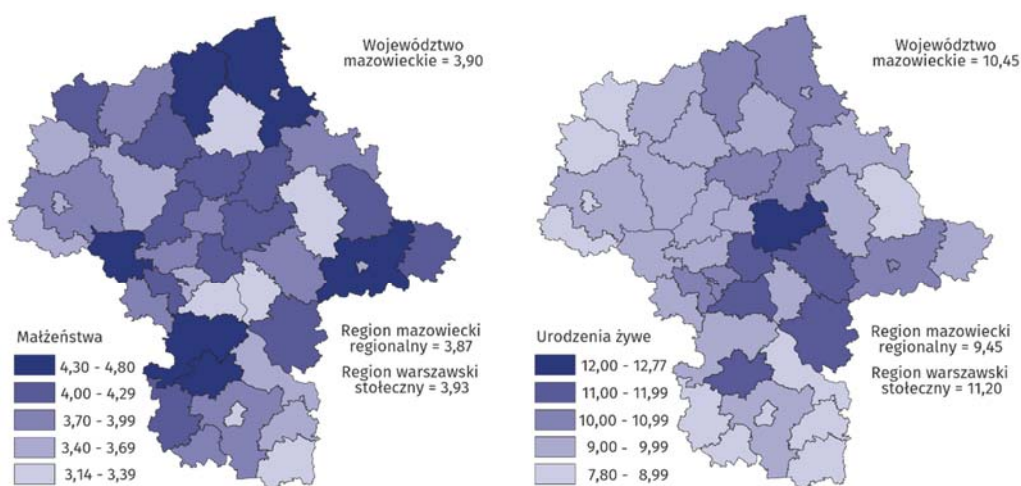 Województwo
mazowieckie = 3,90
Małżeństwa
4,30 - 4,80
4,00 - 4,29
3,70 - 3,99
3,40 - 3,69
3,14 - 3,39
Region mazowiecki
regionalny = 3,87
Region warszawski
stołeczny = 3,93
Województwo
mazowieckie = 10,45
Urodzenia żywe
12,00 - 12,77
11,00 - 11,99
10,00 - 10,99
9,00 - 9,99
7,80 - 8,99
Region mazowiecki
regionalny = 9,45
Region warszawski
stołeczny = 11,20